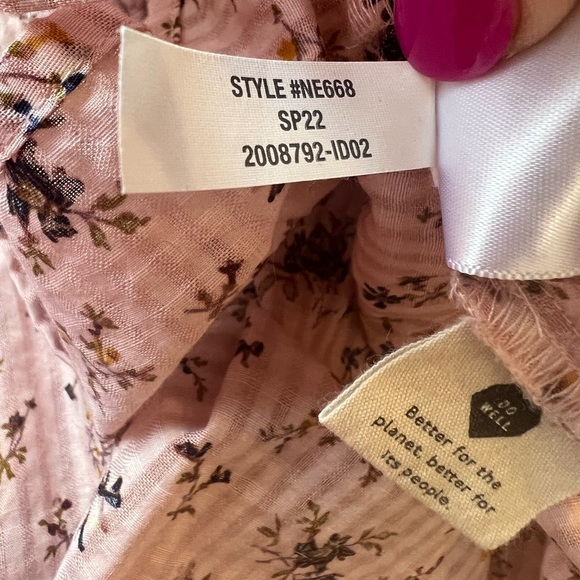 STYLE #NE668
SP22
2008792-ID02
DO
WELL
Better for the
planet, better for
its people.